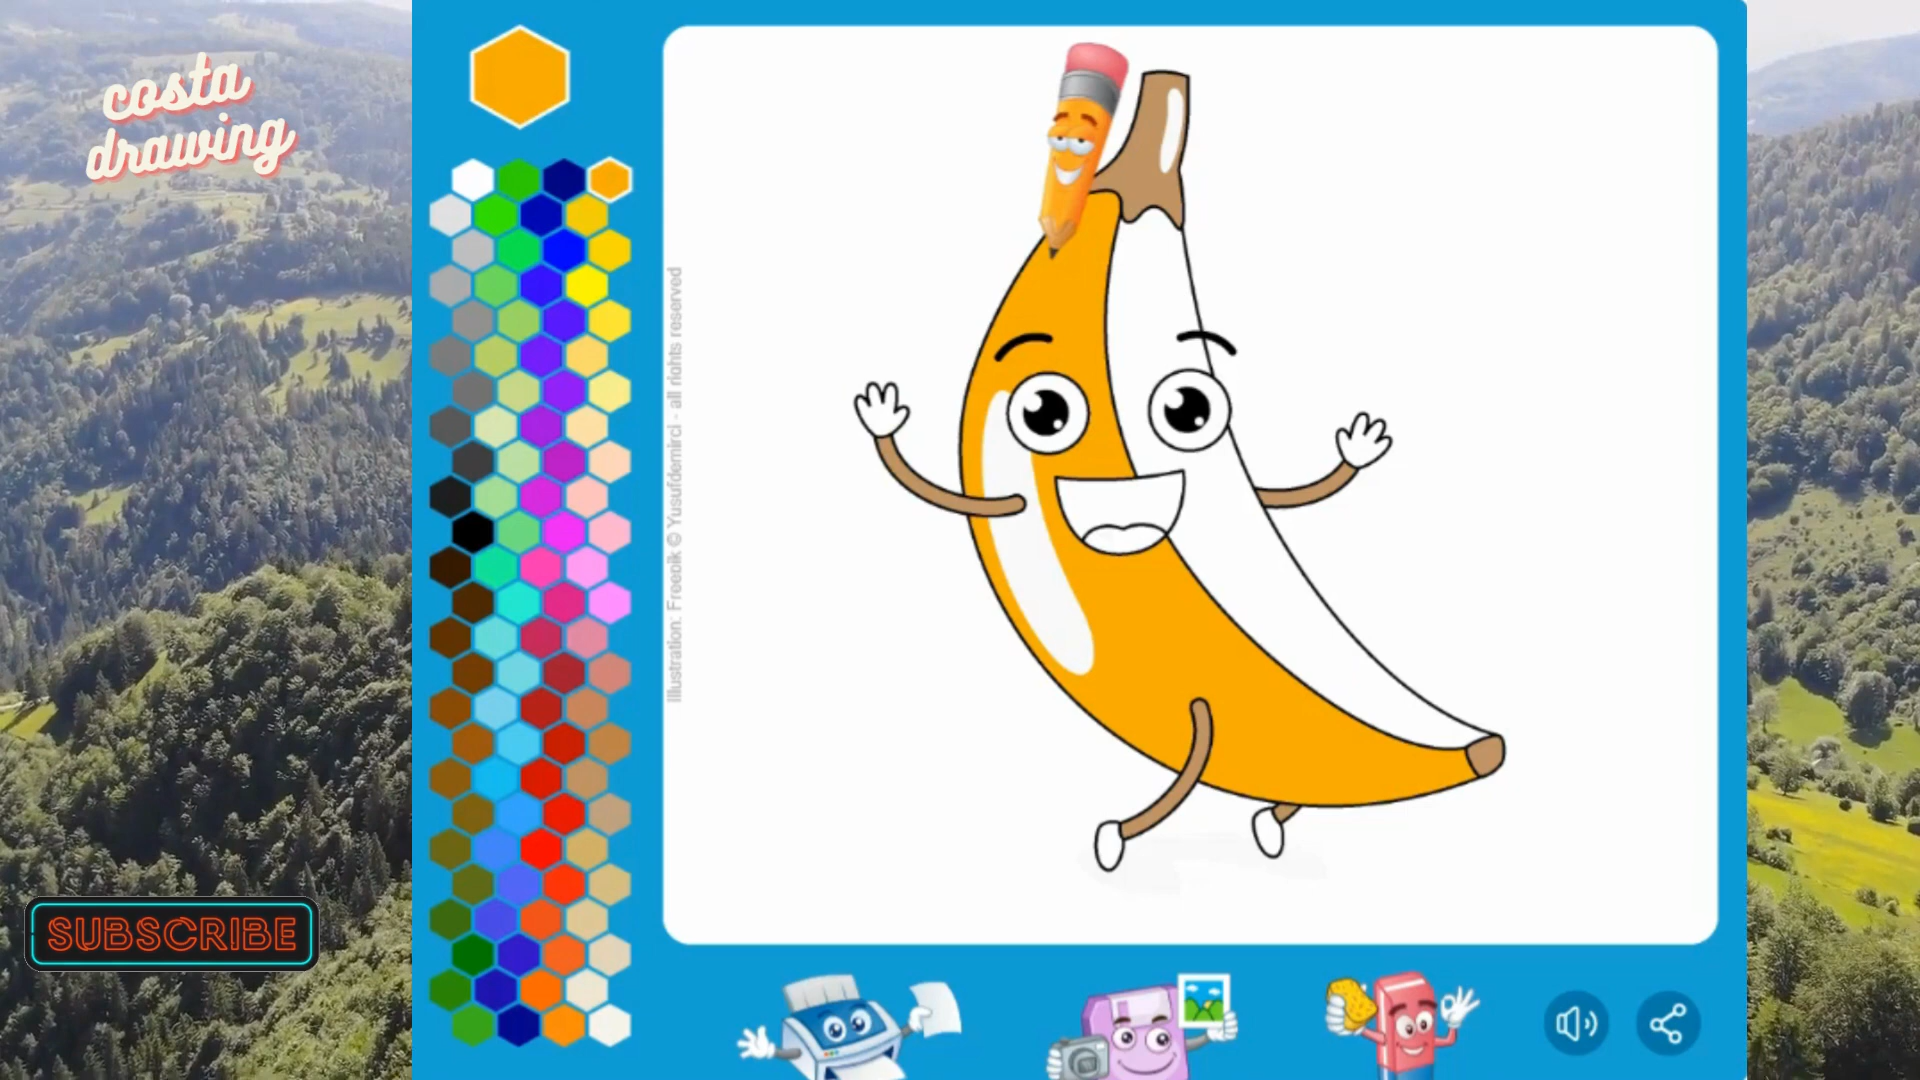 costa
drawing
Illustration: Freepik © Yusufdemirci - all rights reserved
SUBSCRIBE